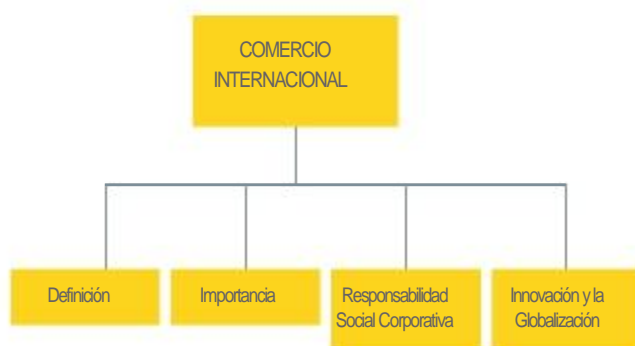 COMERCIO
INTERNACIONAL
Definición
Importancia
Responsabilidad
Social Corporativa
Innovación y la
Globalización